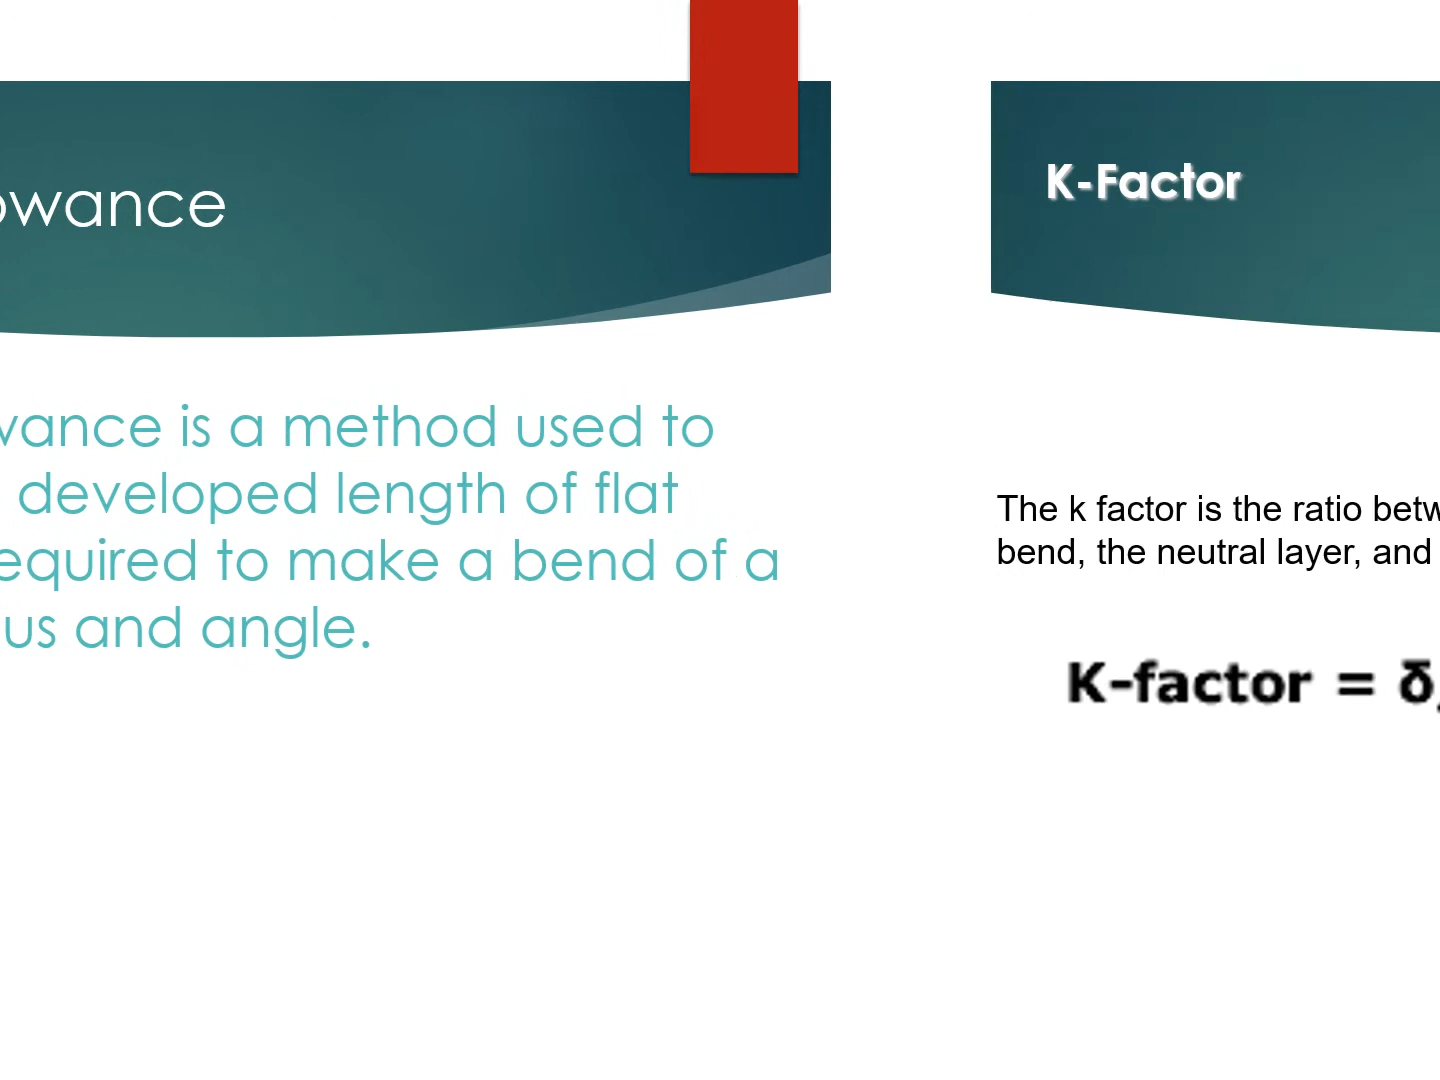 owance
wance is a method used to
developed length of flat
equired to make a bend of a
us and angle.
K-Factor
The k factor is the ratio betw
bend, the neutral layer, and
K-factor = δ